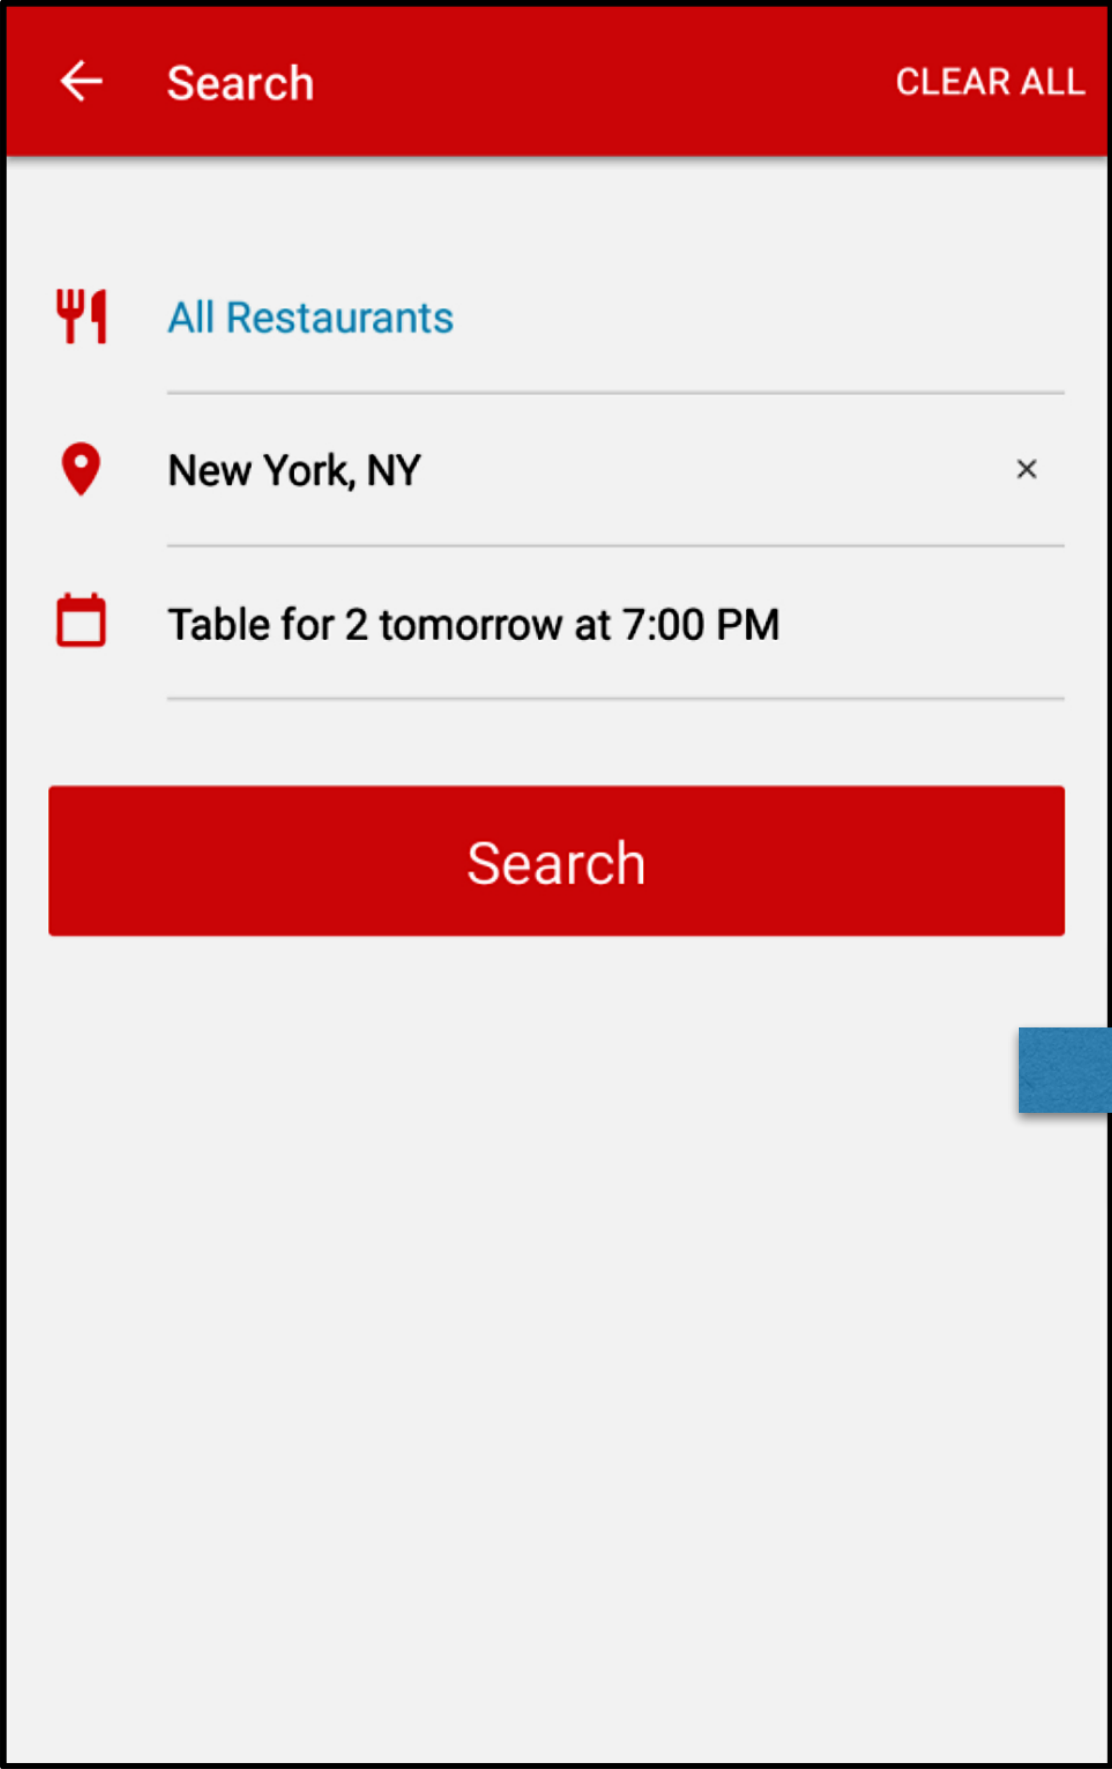 Search CLEAR ALL
All Restaurants
New York, NY
Table for 2 tomorrow at 7:00 PM
Search